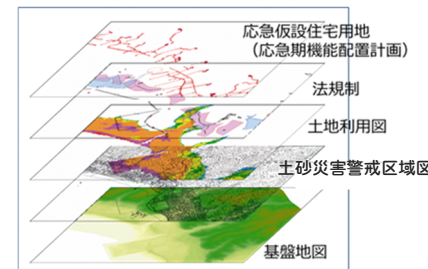 応急仮設住宅用地
（応急期機能配置計画）
法規制
土地利用図
土砂災害警戒区域図
基盤地図